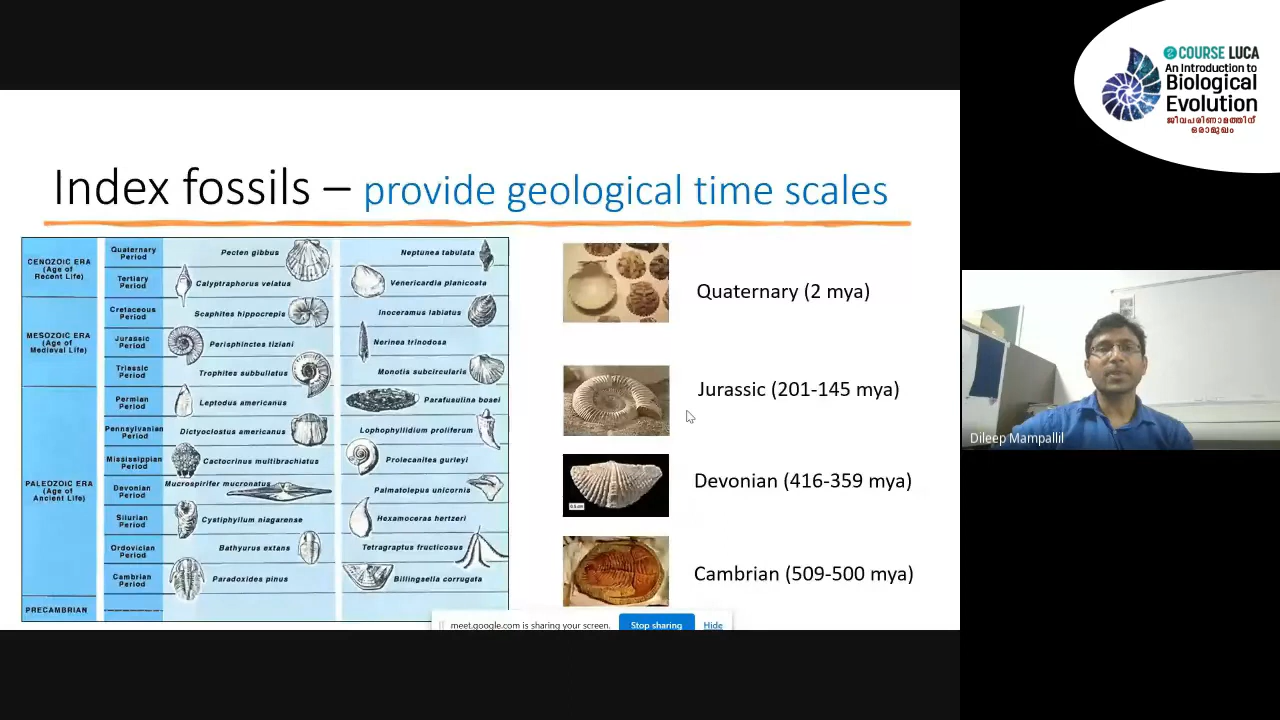 COURSE LUCA
An Introduction to
Biological
Evolution
ജീവപരിണാമത്തിന്
ഒരാമുഖം
Index fossils – provide geological time scales
CENOZOIC ERA
(Age of
Recent Life)
MESOZOIC ERA
(Age of
Medieval Life)
PALEOZOIC ERA
(Age of
Ancient Life)
PRECAMBRIAN
Quaternary
Period
Pecten gibbus
Neptunea tabulata
Tertiary
Period
Calyptraphorus velatus
Venericardia planicosta
Cretaceous
Period
Scaphites hippocrepis
Inoceramus labiatus
Jurassic
Period
Perisphinctes tiziani
Nerinea trinodosa
Triassic
Period
Trophites subbullatus
Monotis subcircularis
Permian
Period
Leptodus americanus
Parafusulina bosei
Pennsylvanian
Period
Dictyoclostus americanus
Lophophyllidium proliferum
Mississippian
Period
Cactocrinus multibrachiatus
Prolecanites gurleyi
Devonian
Period
Mucrospirifer mucronatus
Palmatolepus unicornis
Silurian
Period
Cystiphyllum niagarense
Hexamoceras hertzeri
Ordovician
Period
Bathyurus extans
Tetragraptus fructicosus
Cambrian
Period
Paradoxides pinus
Billingsella corrugata
Quaternary (2 mya)
Jurassic (201-145 mya)
Devonian (416-359 mya)
Cambrian (509-500 mya)
Dileep Mampallil
meet.google.com is sharing your screen.
Stop sharing
Hide